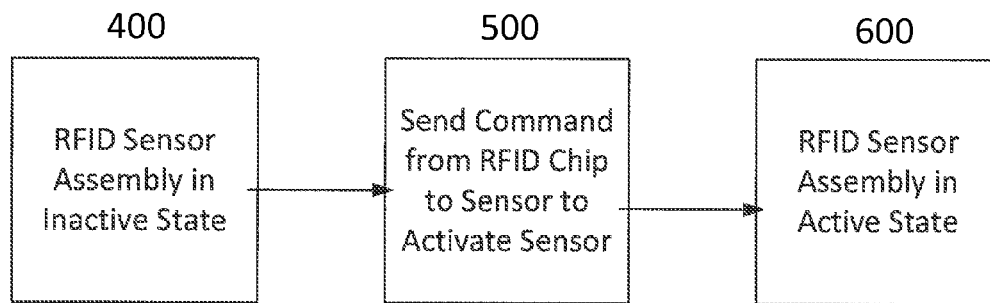 400
500
600
RFID Sensor
Assembly in
Inactive State
Send Command
from RFID Chip
to Sensor to
Activate Sensor
RFID Sensor
Assembly in
Active State